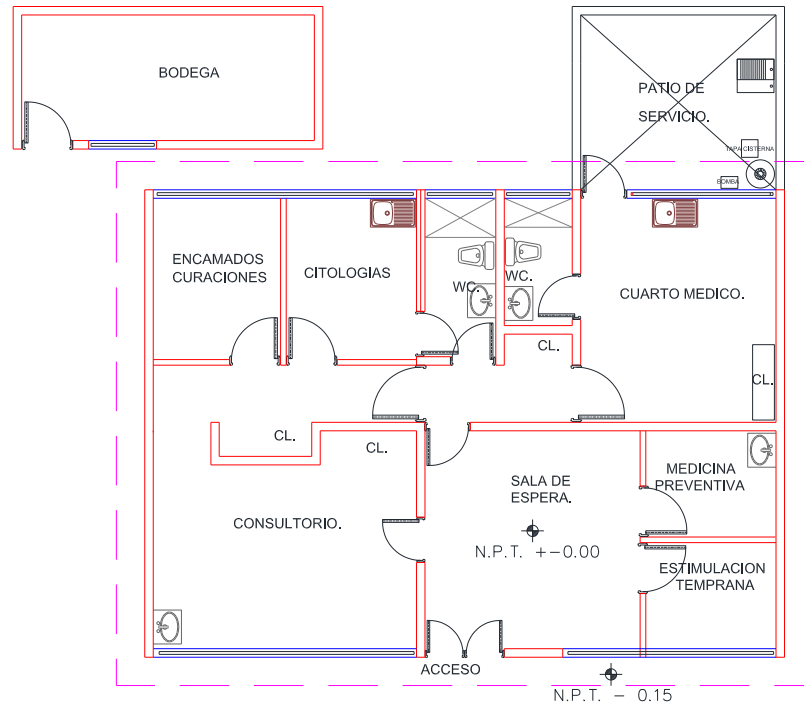 BODEGA
PATIO DE
SERVICIO.
TAPA CISTERNA
BOMBA
ENCAMADOS
CURACIONES
CITOLOGIAS
WC.
WC.
CUARTO MEDICO.
CL.
CL.
CL.
CL.
SALA DE
ESPERA.
MEDICINA
PREVENTIVA
CONSULTORIO.
N.P.T. +-0.00
ESTIMULACION
TEMPRANA
ACCESO
N.P.T. - 0.15